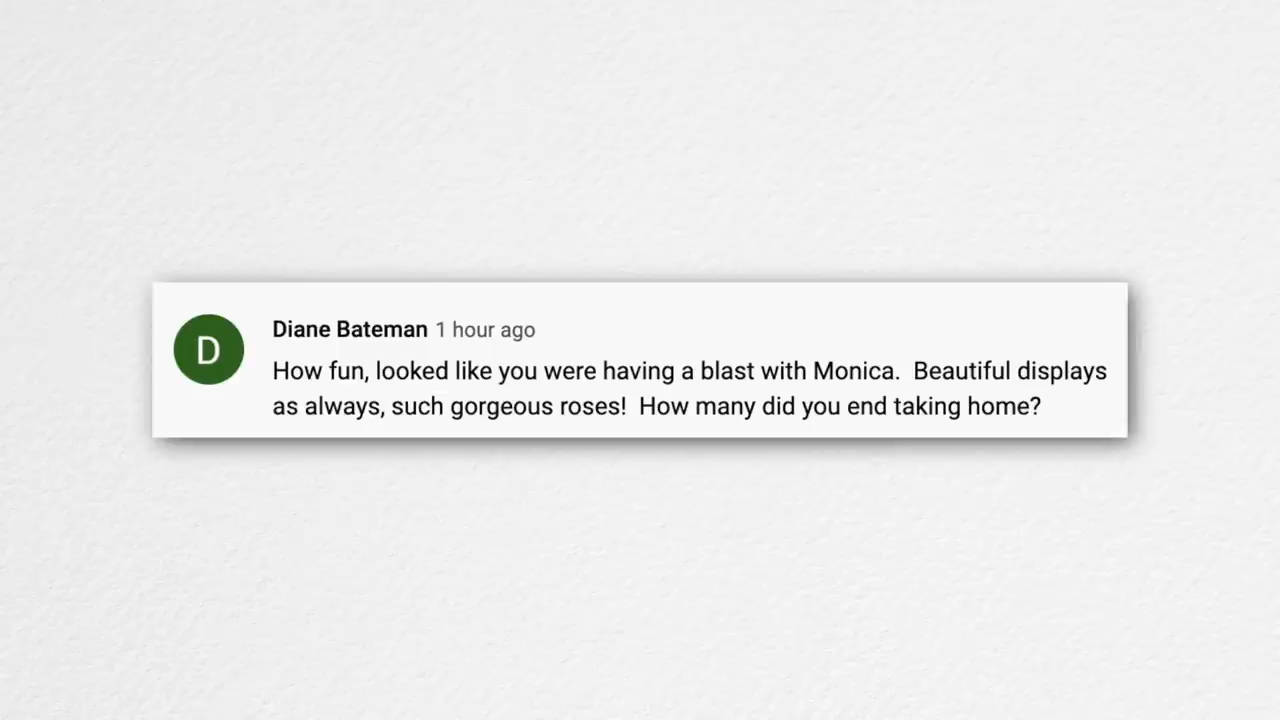 D
Diane Bateman 1 hour ago
How fun, looked like you were having a blast with Monica.  Beautiful displays
as always, such gorgeous roses!  How many did you end taking home?